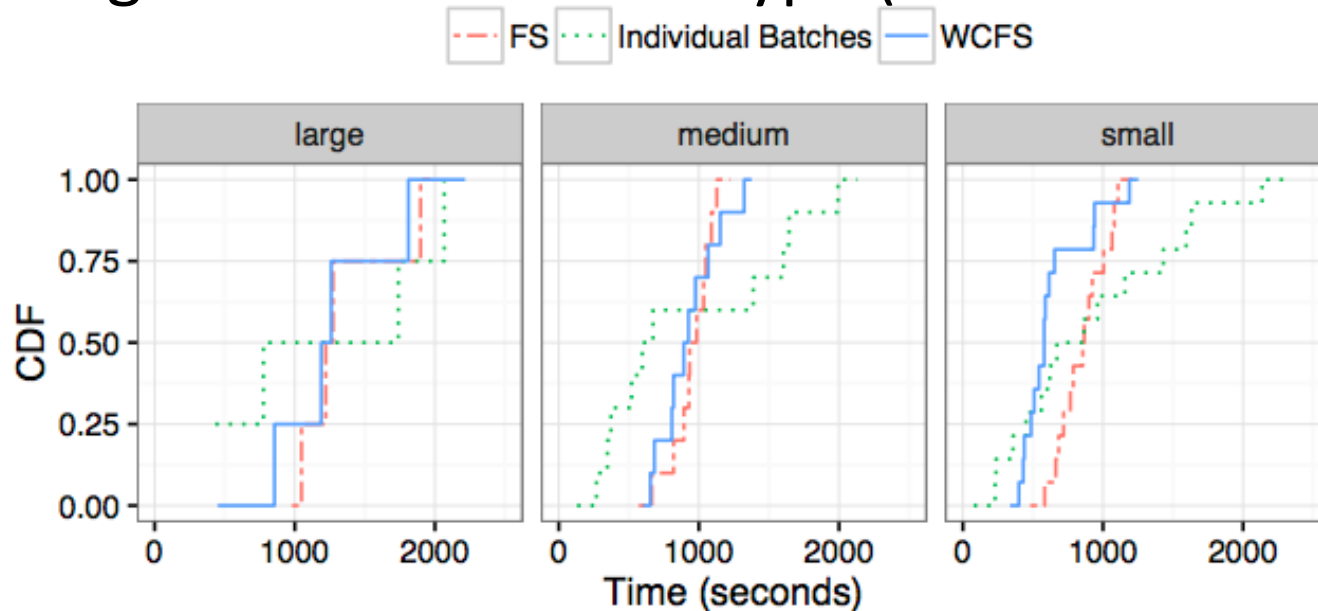 FS Individual Batches WCFS
large medium small
1.00
0.75
0.50
0.25
0.00
CDF
0 1000 2000 0 1000 2000 0 1000 2000
Time (seconds)